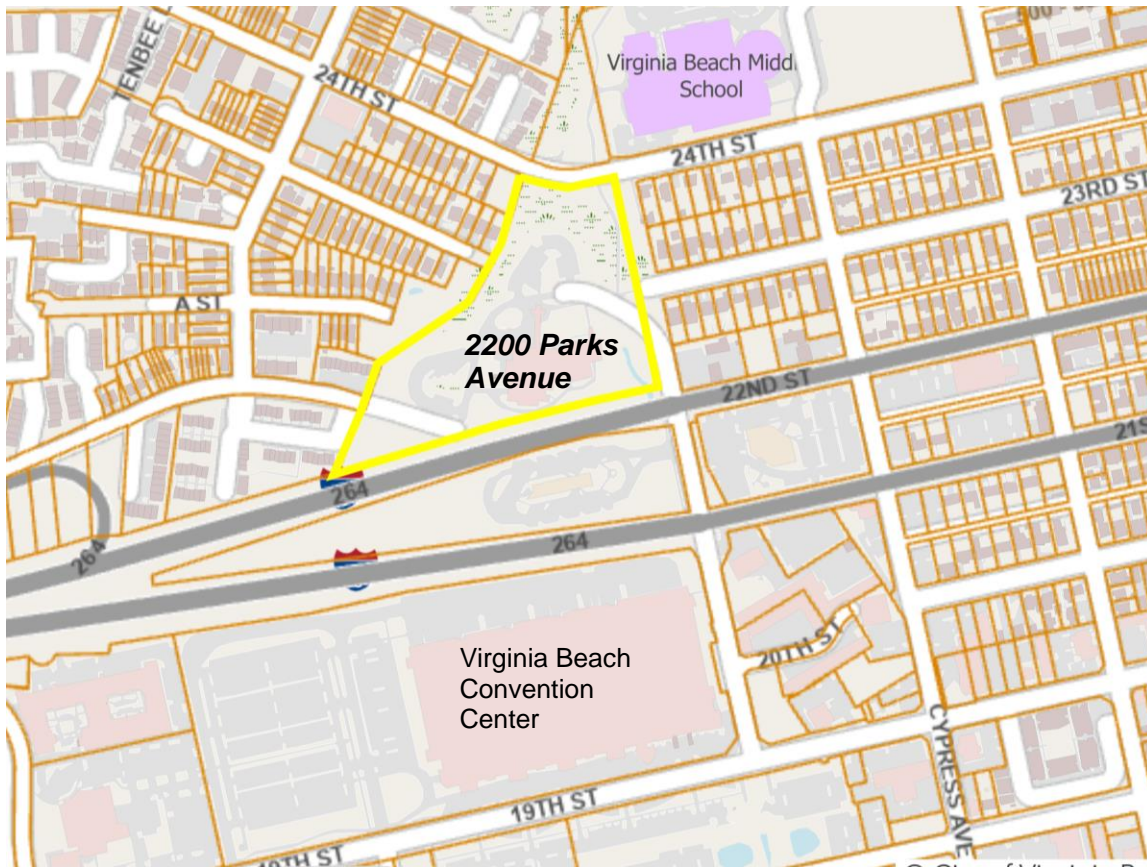 TENBEE
24TH ST
Virginia Beach Midd
School
24TH ST
23RD ST
A ST
2200 Parks
Avenue
22ND ST
21S
264
264
264
Virginia Beach
Convention
Center
20TH ST
CYPRESS AVE
19TH ST